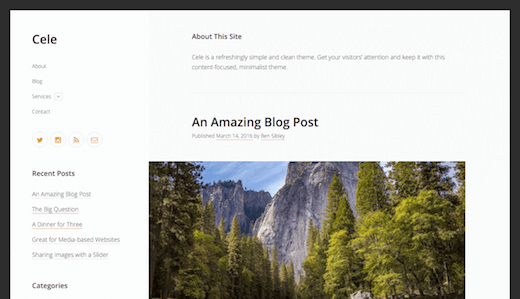 Cele
About
Blog
Services
Contact
Recent Posts
An Amazing Blog Post
The Big Question
A Dinner for Three
Great for Media-based Websites
Sharing Images with a Slider
Categories
About This Site
Cele is a refreshingly simple and clean theme. Get your visitors' attention and keep it with this
content-focused, minimalist theme.
An Amazing Blog Post
Published March 14, 2016 by Ben Sibley